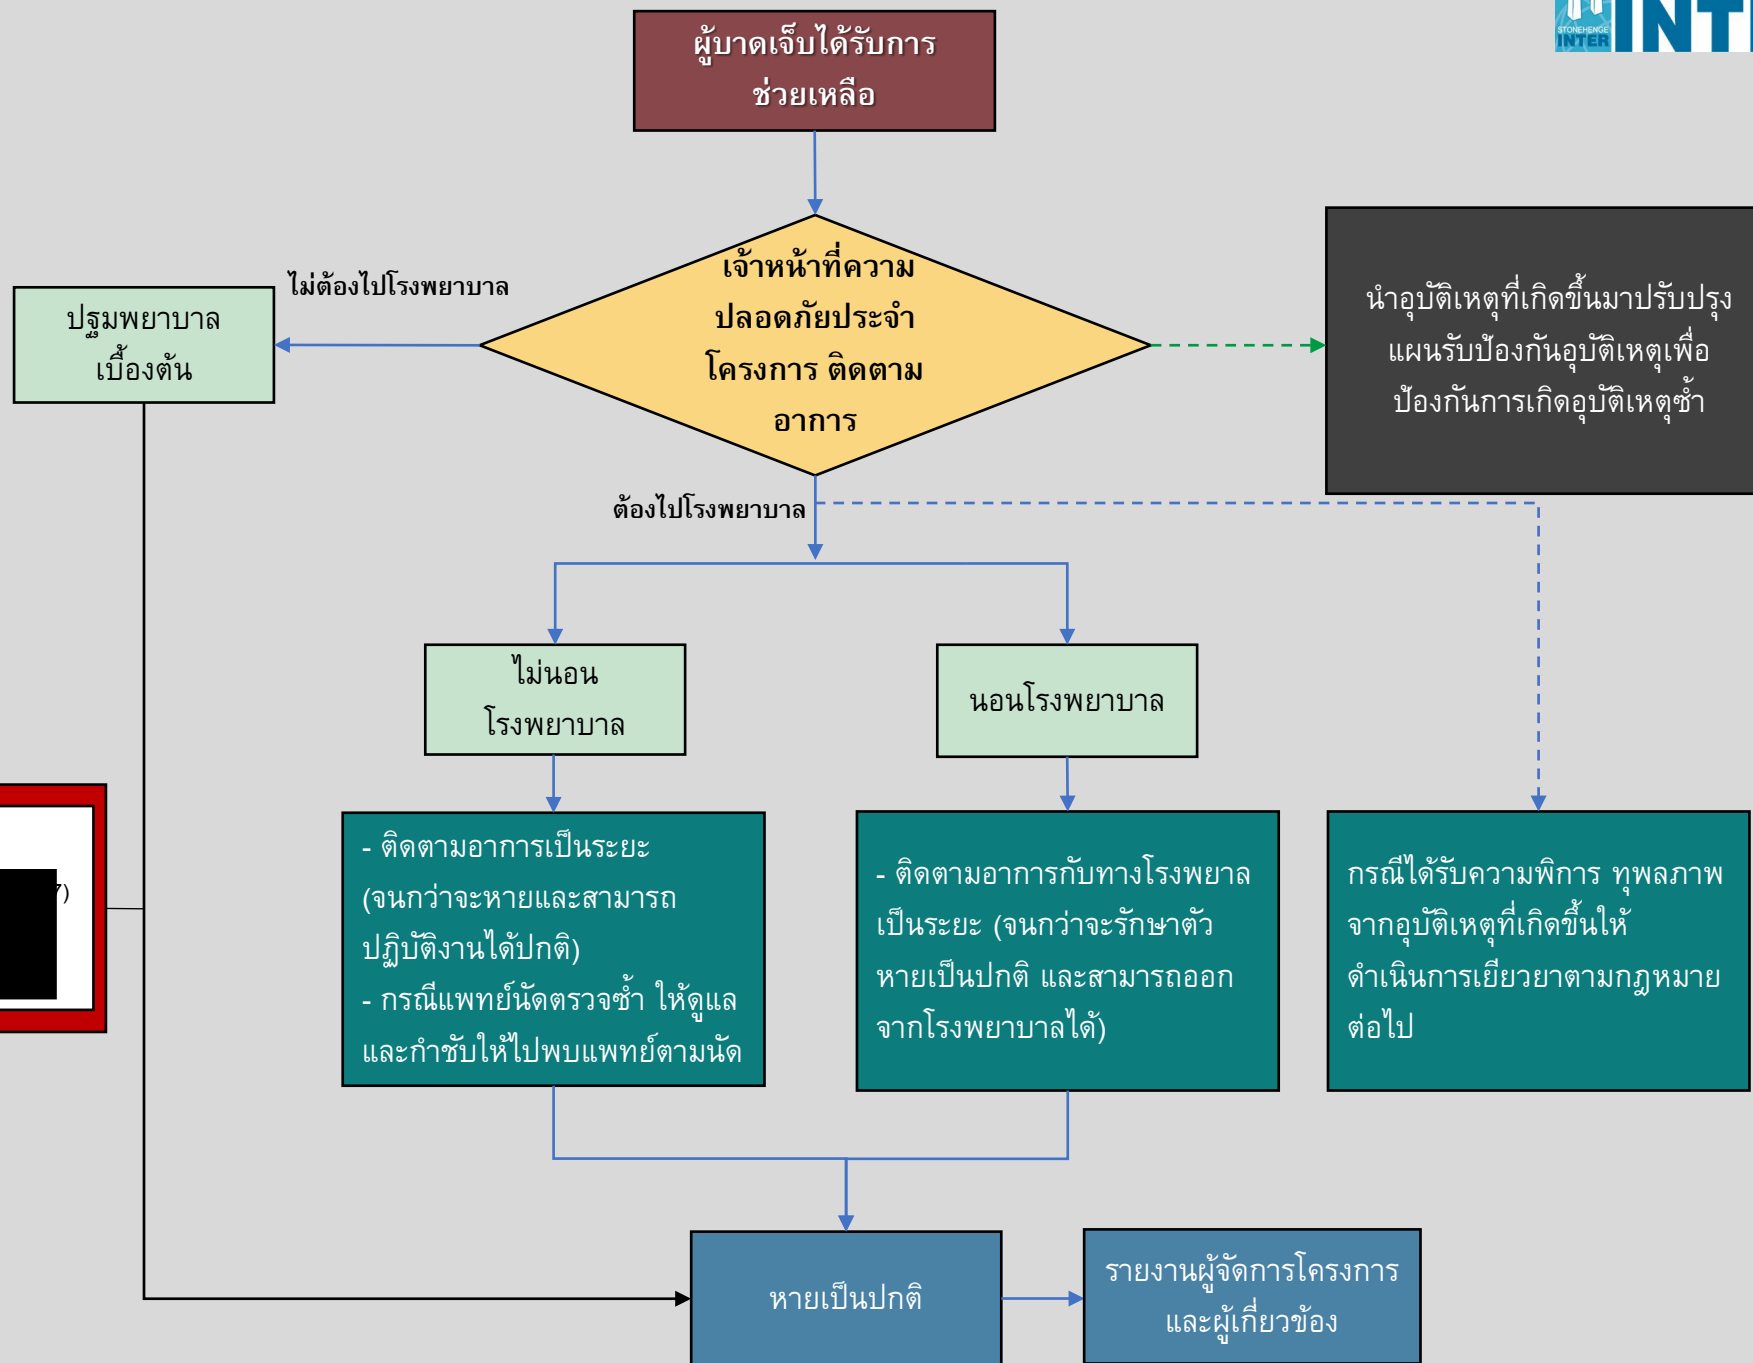 STONEHENGE
INTER
ผู้บาดเจ็บได้รับการ
ช่วยเหลือ
เจ้าหน้าที่ความ
ปลอดภัยประจำ
โครงการ ติดตาม
อาการ
ไม่ต้องไปโรงพยาบาล
ปฐมพยาบาล
เบื้องต้น
นำอุบัติเหตุที่เกิดขึ้นมาปรับปรุง
แผนรับป้องกันอุบัติเหตุเพื่อ
ป้องกันการเกิดอุบัติเหตุซ้ำ
ต้องไปโรงพยาบาล
ไม่นอน
โรงพยาบาล
นอนโรงพยาบาล
- ติดตามอาการเป็นระยะ
(จนกว่าจะหายและสามารถ
ปฏิบัติงานได้ปกติ)
- กรณีแพทย์นัดตรวจซ้ำ ให้ดูแล
และกำชับให้ไปพบแพทย์ตามนัด
- ติดตามอาการกับทางโรงพยาล
เป็นระยะ (จนกว่าจะรักษาตัว
หายเป็นปกติ และสามารถออก
จากโรงพยาบาลได้)
กรณีได้รับความพิการ ทุพลภาพ
จากอุบัติเหตุที่เกิดขึ้นให้
ดำเนินการเยียวยาตามกฎหมาย
ต่อไป
หายเป็นปกติ
รายงานผู้จัดการโครงการ
และผู้เกี่ยวข้อง